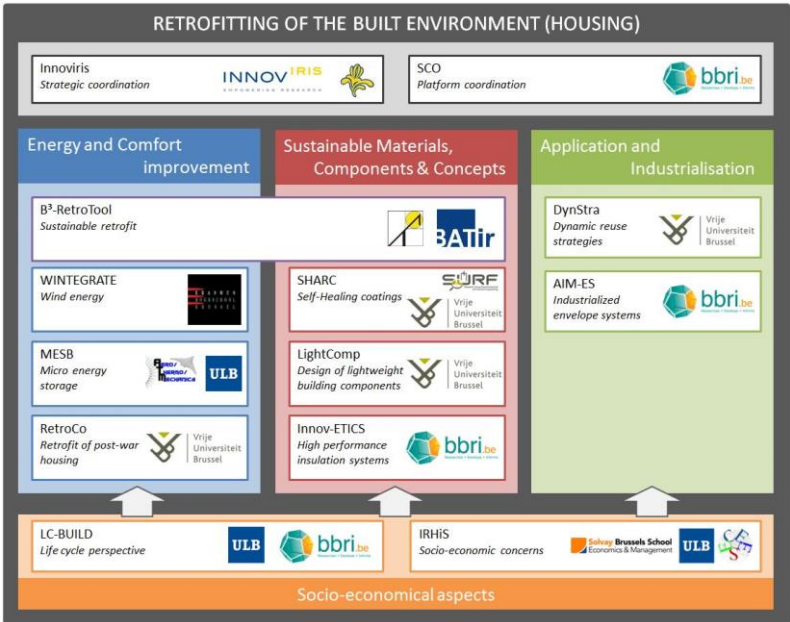 RETROFITTING OF THE BUILT ENVIRONMENT (HOUSING)
Innoviris
Strategic coordination
INNOVIRIS
EMPOWERING RESEARCH
SCO
Platform coordination
bbri.be
Energy and Comfort
improvement
Sustainable Materials,
Components & Concepts
Application and
Industrialisation
B³-RetroTool
Sustainable retrofit
BATir
DynStra
Dynamic reuse
strategies
Vrije
Universiteit
Brussel
WINTEGRATE
Wind energy
SHARC
Self-Healing coatings
SURF
Vrije
Universiteit
Brussel
AIM-ES
Industrialized
envelope systems
bbri.be
MESB
Micro energy
storage
ULB
LightComp
Design of lightweight
building components
Vrije
Universiteit
Brussel
RetroCo
Retrofit of post-war
housing
Vrije
Universiteit
Brussel
Innov-ETICS
High performance
insulation systems
bbri.be
LC-BUILD
Life cycle perspective
ULB
bbri.be
IRHiS
Socio-economic concerns
Solvay Brussels School
Economics & Management
ULB
Socio-economical aspects